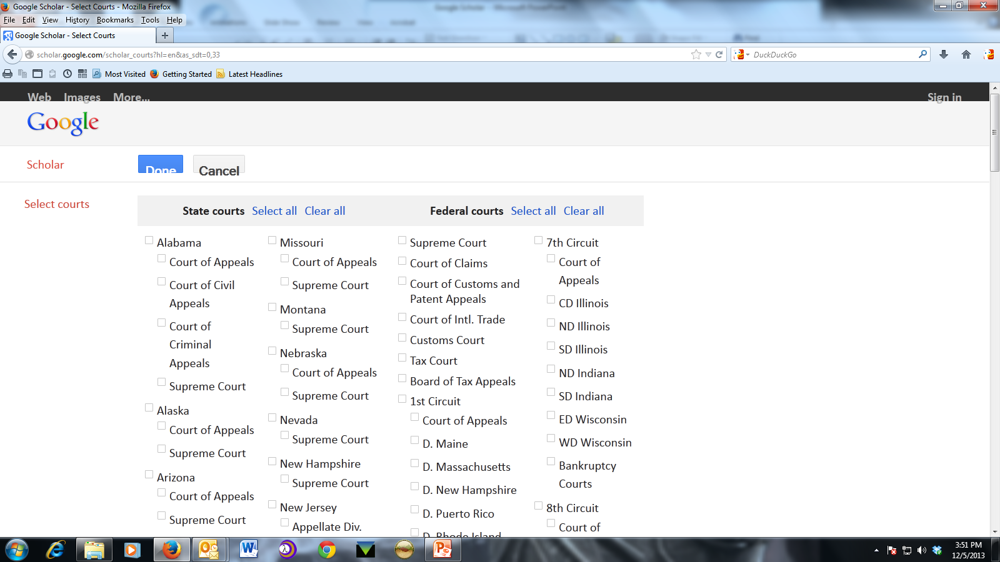 Google Scholar - Select Courts - Mozilla Firefox
File Edit View History Bookmarks Tools Help
Google Scholar - Select Courts
scholar.google.com/scholar_courts?hl=en&as_sdt=0,33
DuckDuckGo
Most Visited Getting Started Latest Headlines
Web Images More... Sign in
Google
Scholar Done Cancel
Select courts
State courts Select all Clear all
Federal courts Select all Clear all
Alabama
Court of Appeals
Court of Civil
Appeals
Court of
Criminal
Appeals
Supreme Court
Alaska
Court of Appeals
Supreme Court
Arizona
Court of Appeals
Supreme Court
Missouri
Court of Appeals
Supreme Court
Montana
Supreme Court
Nebraska
Court of Appeals
Supreme Court
Nevada
Supreme Court
New Hampshire
Supreme Court
New Jersey
Appellate Div.
Supreme Court
Court of Claims
Court of Customs and
Patent Appeals
Court of Intl. Trade
Customs Court
Tax Court
Board of Tax Appeals
1st Circuit
Court of Appeals
D. Maine
D. Massachusetts
D. New Hampshire
D. Puerto Rico
D. Rhode Island
7th Circuit
Court of
Appeals
CD Illinois
ND Illinois
SD Illinois
ND Indiana
SD Indiana
ED Wisconsin
WD Wisconsin
Bankruptcy
Courts
8th Circuit
Court of
3:51 PM
12/5/2013